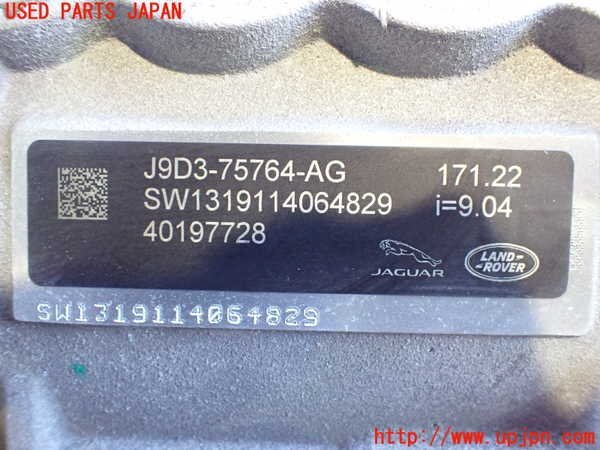 USED PARTS JAPAN
J9D3-75764-AG
171.22
SW1319114064829
i=9.04
40197728
JAGUAR
LAND-
-ROVER
SW1319114064829
http://www.upjpn.com/